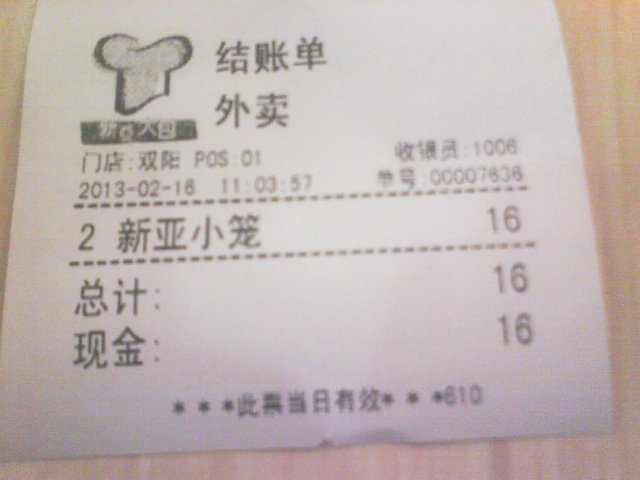 结账单
外卖
新亚大包
门店:双阳 POS:01 收银员:1006
2013-02-16 11:03:57 单号:00007636
2 新亚小笼 16
总计: 16
现金: 16
***此票当日有效***610